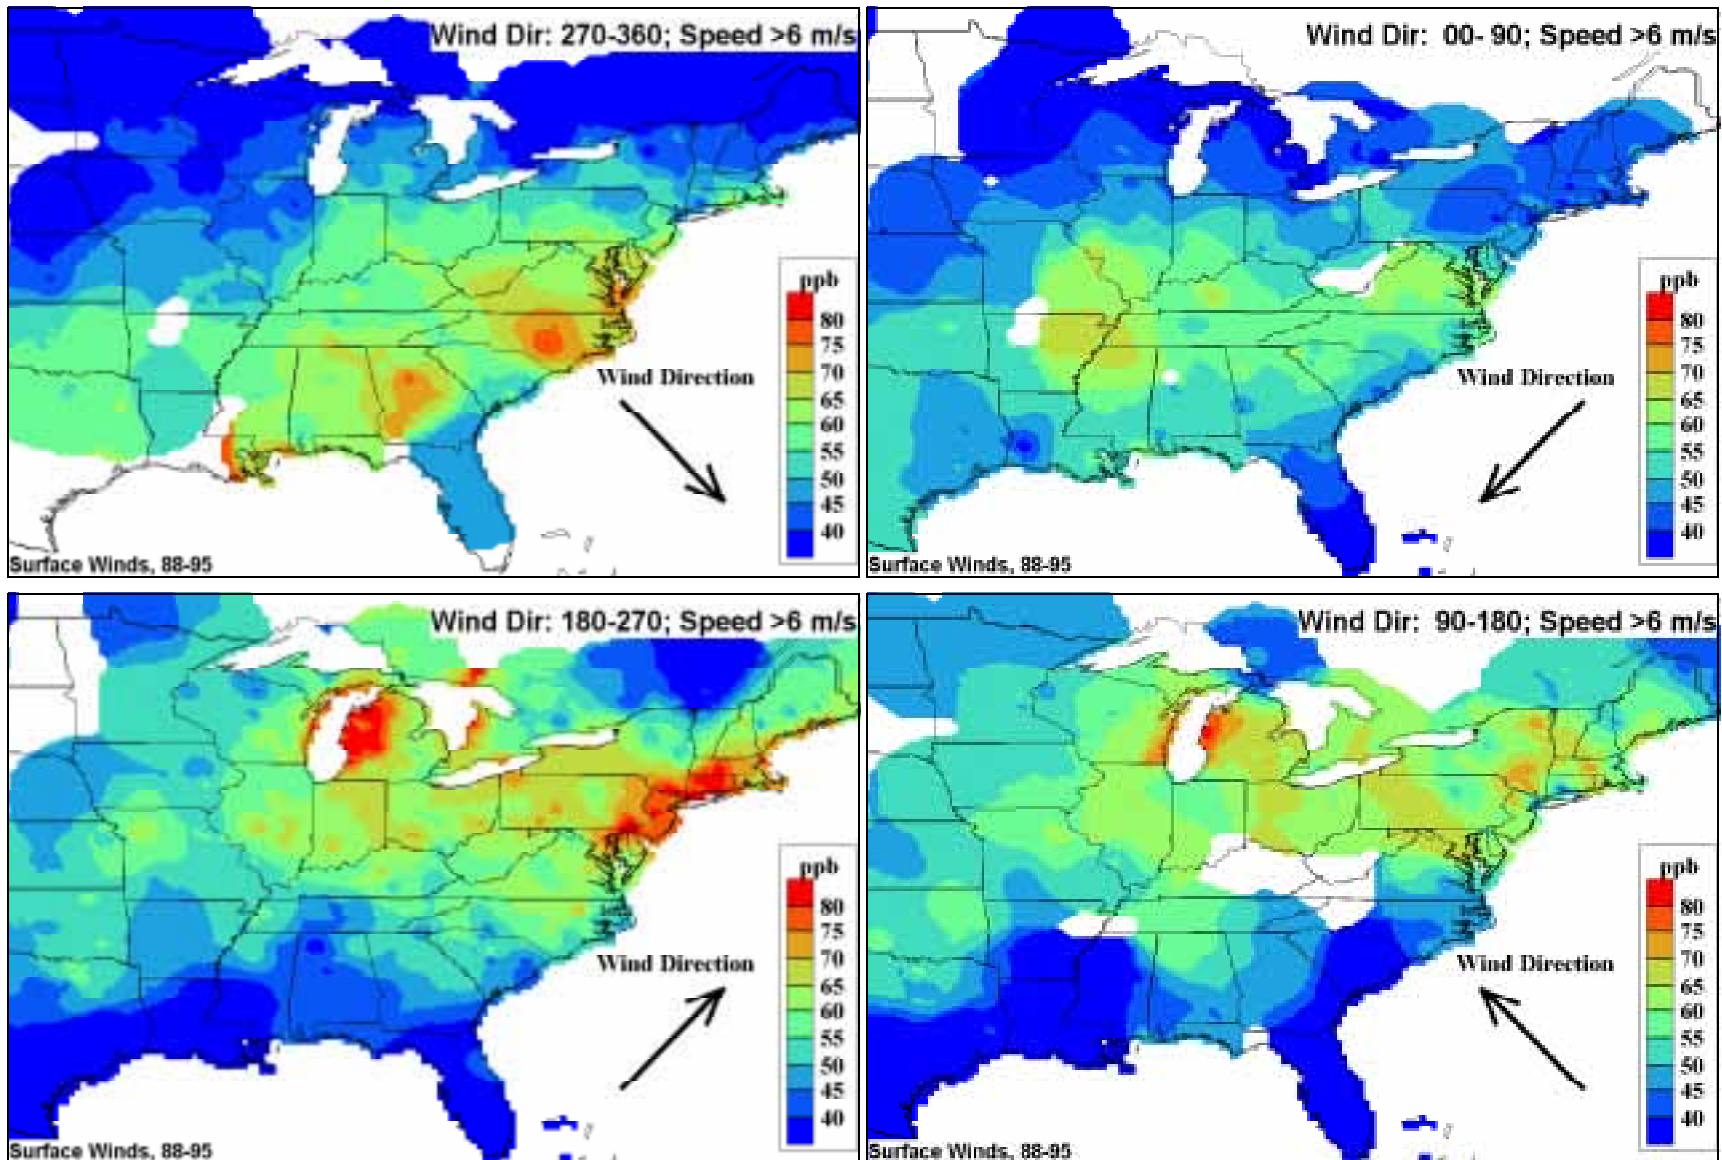 Wind Dir: 270-360; Speed >6 m/s
ppb
80
75
70
65
60
55
50
45
40
Wind Direction
Surface Winds, 88-95
Wind Dir: 00- 90; Speed >6 m/s
ppb
80
75
70
65
60
55
50
45
40
Wind Direction
Surface Winds, 88-95
Wind Dir: 180-270; Speed >6 m/s
ppb
80
75
70
65
60
55
50
45
40
Wind Direction
Surface Winds, 88-95
Wind Dir: 90-180; Speed >6 m/s
ppb
80
75
70
65
60
55
50
45
40
Wind Direction
Surface Winds, 88-95